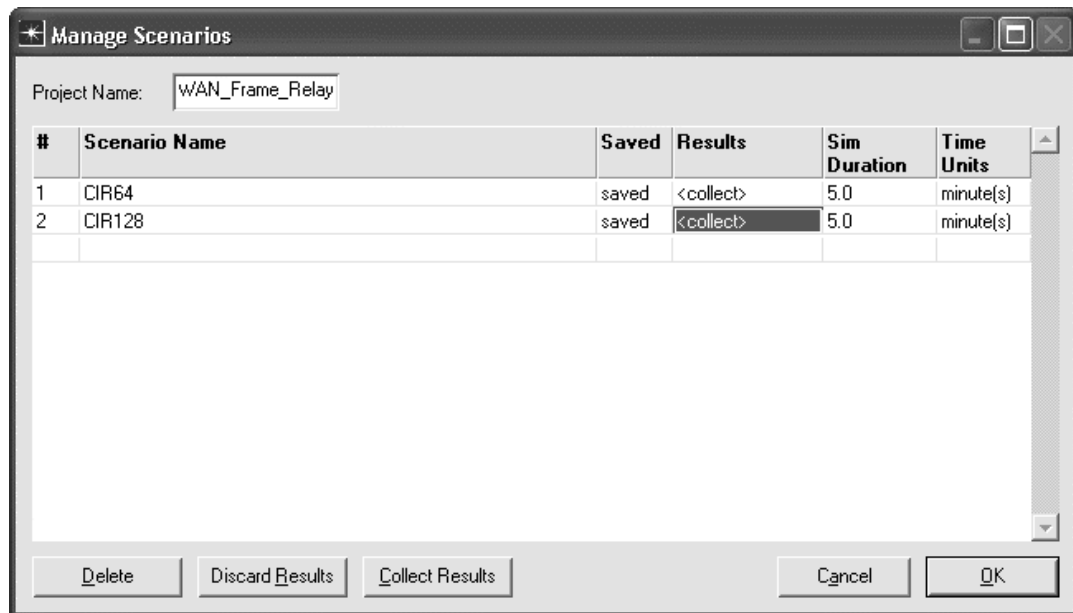 Manage Scenarios
Project Name: WAN_Frame_Relay
# Scenario Name Saved Results Sim Duration Time Units
1 CIR64 saved <collect> 5.0 minute(s)
2 CIR128 saved <collect> 5.0 minute(s)
Delete Discard Results Collect Results Cancel OK